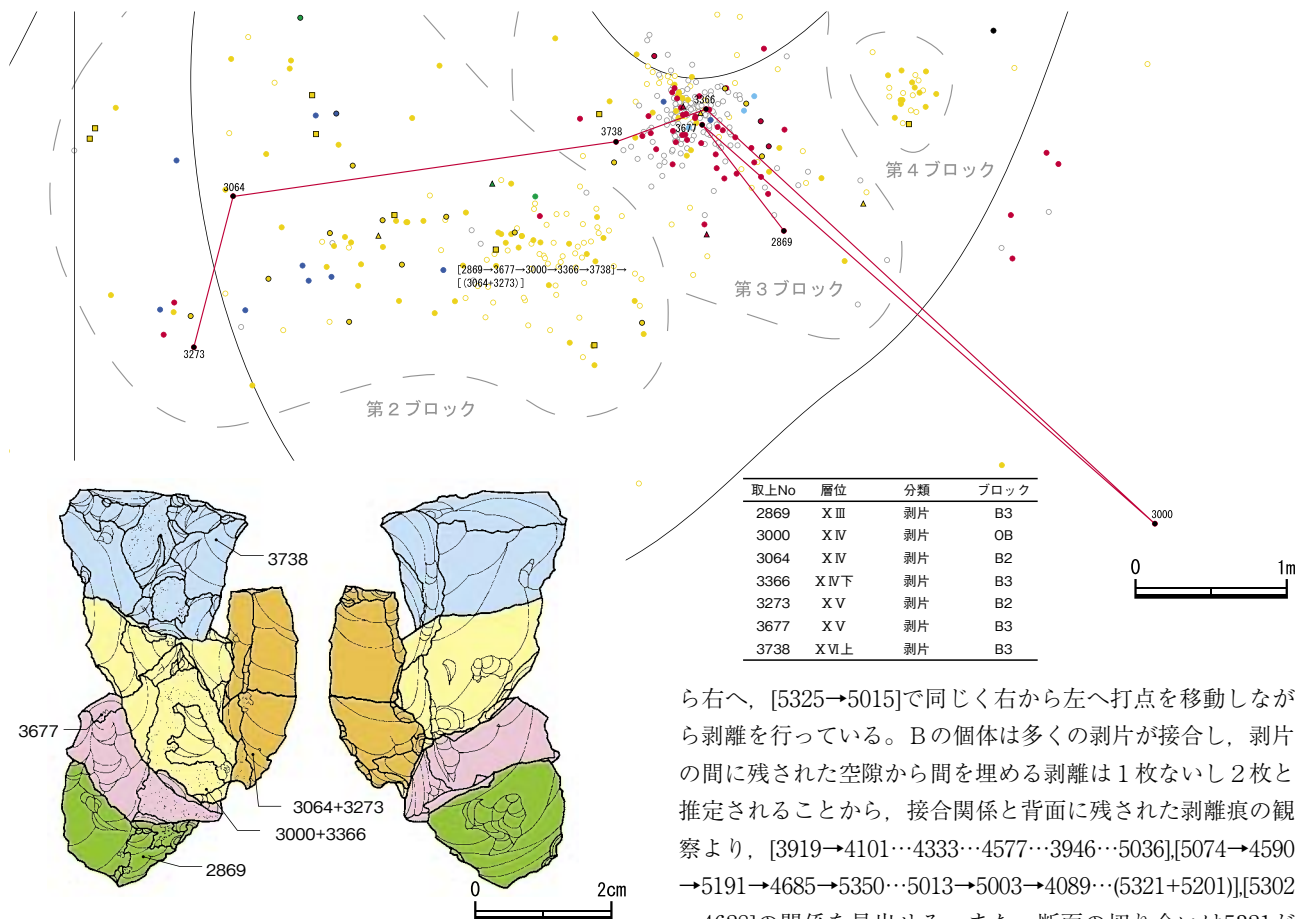 3366
3677
3738
第４ブロック
3064
2869
[2869→3677→3000→3366→3738]→
[(3064+3273)]
第３ブロック
3273
第２ブロック
3000
0 1m
取上No 層位 分類 ブロック
2869 ⅩⅢ 剥片 B3
3000 ⅩⅣ 剥片 OB
3064 ⅩⅣ 剥片 B2
3366 ⅩⅣ下 剥片 B3
3273 ⅩⅤ 剥片 B2
3677 ⅩⅤ 剥片 B3
3738 ⅩⅥ上 剥片 B3
3738
3677
3064+3273
3000+3366
2869
0 2cm
ら右へ，[5325→5015]で同じく右から左へ打点を移動しなが
ら剥離を行っている。Ｂの個体は多くの剥片が接合し，剥片
の間に残された空隙から間を埋める剥離は１枚ないし２枚と
推定されることから，接合関係と背面に残された剥離痕の観
察より，[3919→4101…4333…4577…3946…5036],[5074→4590
→5191→4685→5350…5013→5003→4089…(5321+5201)],[5302